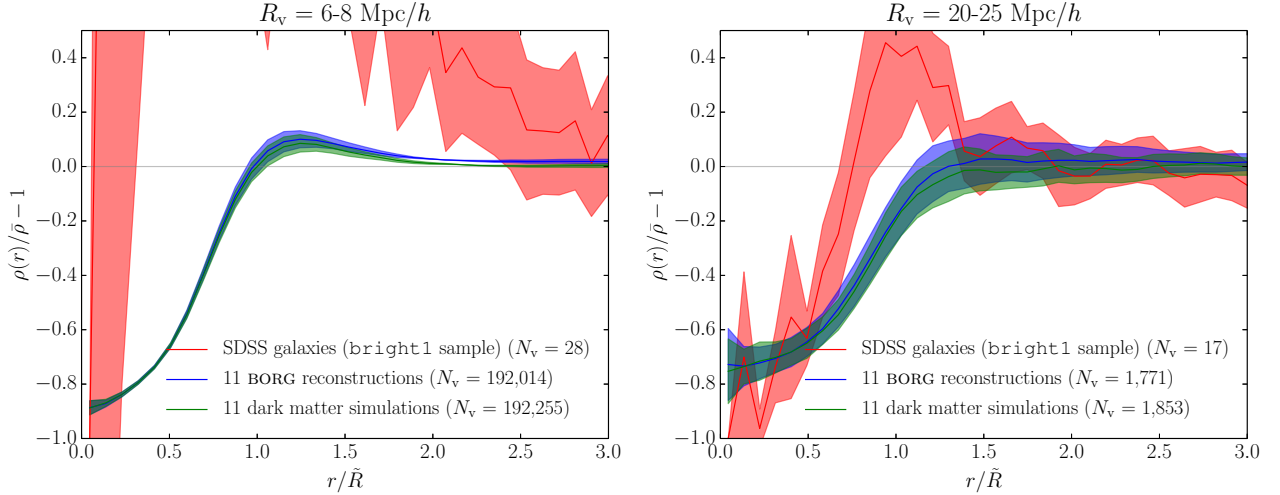 R_v = 6-8 Mpc/h
ρ(r)/ρ̄ − 1
0.4
0.2
0.0
−0.2
−0.4
−0.6
−0.8
−1.0
SDSS galaxies (bright1 sample) (N_v = 28)
11 BORG reconstructions (N_v = 192,014)
11 dark matter simulations (N_v = 192,255)
0.0 0.5 1.0 1.5 2.0 2.5 3.0
r/R̃
R_v = 20-25 Mpc/h
ρ(r)/ρ̄ − 1
0.4
0.2
0.0
−0.2
−0.4
−0.6
−0.8
−1.0
SDSS galaxies (bright1 sample) (N_v = 17)
11 BORG reconstructions (N_v = 1,771)
11 dark matter simulations (N_v = 1,853)
0.0 0.5 1.0 1.5 2.0 2.5 3.0
r/R̃